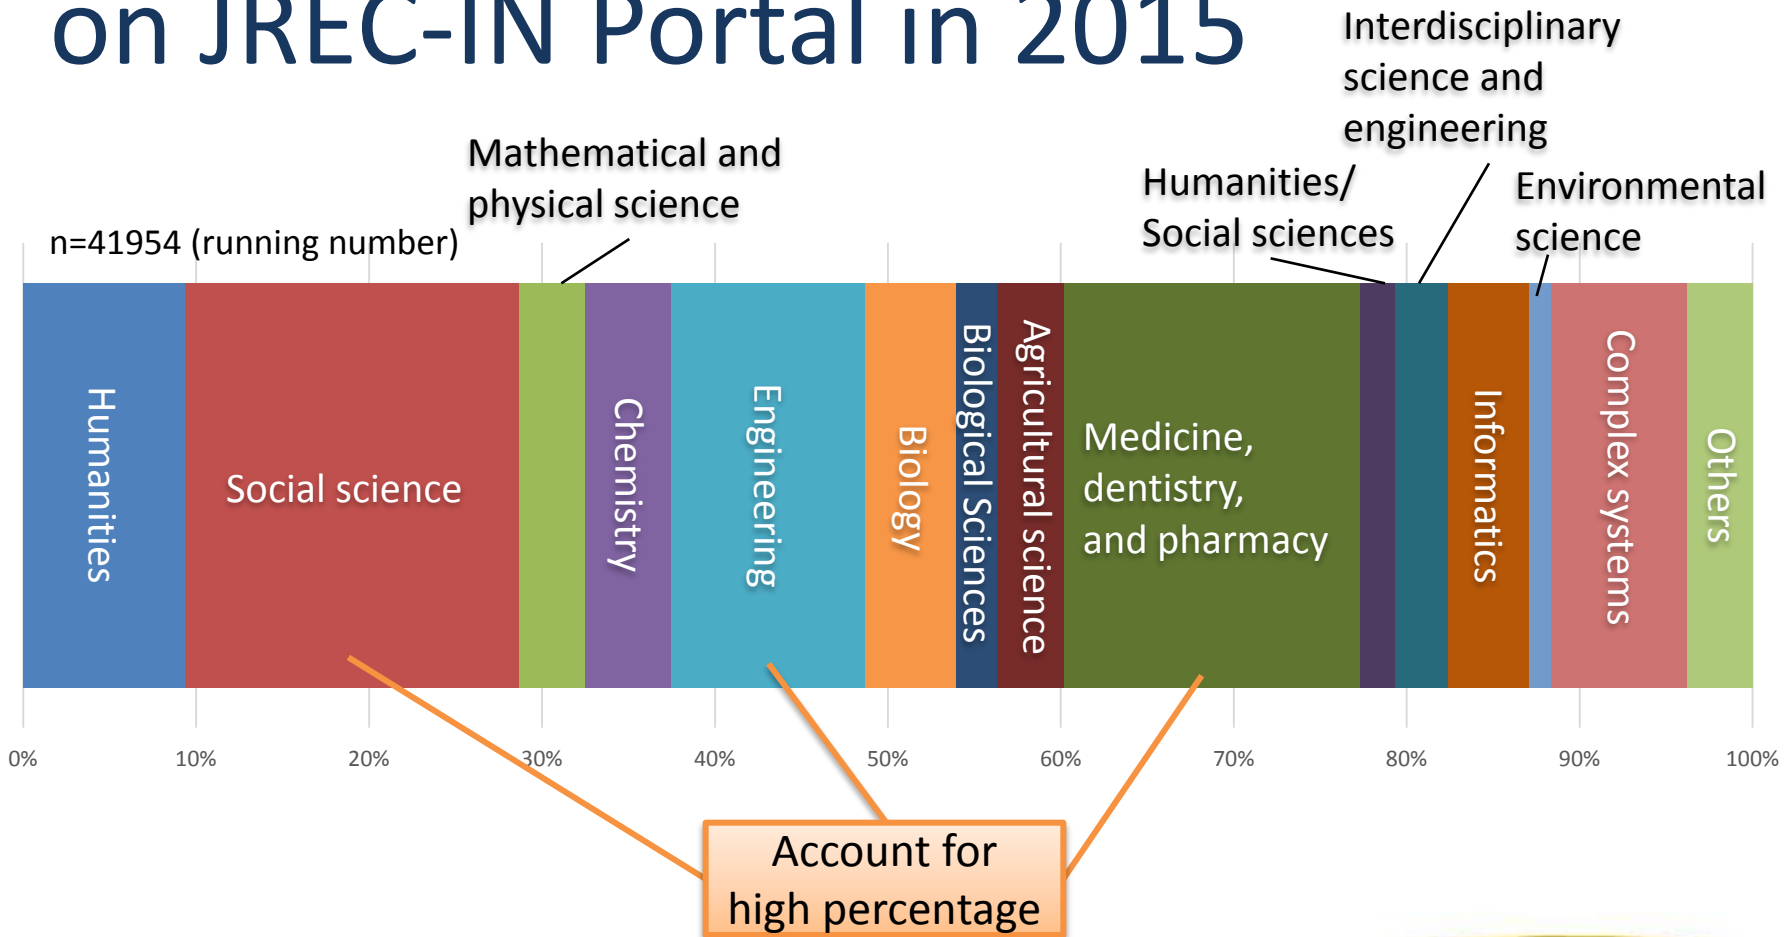 on JREC-IN Portal in 2015
Interdisciplinary
science and
engineering
Mathematical and
physical science
Humanities/
Social sciences
Environmental
science
n=41954 (running number)
Humanities
Social science
Chemistry
Engineering
Biology
Biological Sciences
Agricultural science
Medicine,
dentistry,
and pharmacy
Informatics
Complex systems
Others
0% 10% 20% 30% 40% 50% 60% 70% 80% 90% 100%
Account for
high percentage